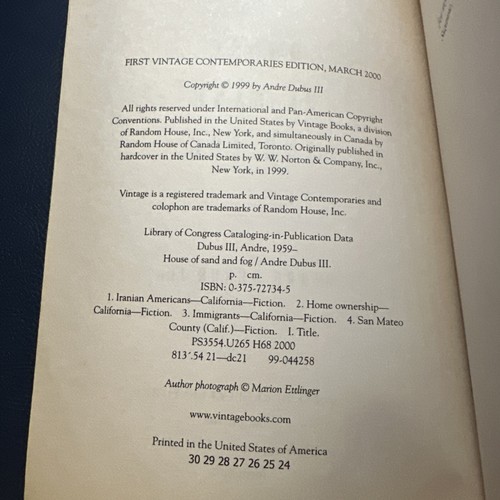 FIRST VINTAGE CONTEMPORARIES EDITION, MARCH 2000
Copyright © 1999 by Andre Dubus III
All rights reserved under International and Pan-American Copyright
Conventions. Published in the United States by Vintage Books, a division
of Random House, Inc., New York, and simultaneously in Canada by
Random House of Canada Limited, Toronto. Originally published in
hardcover in the United States by W. W. Norton & Company, Inc.,
New York, in 1999.
Vintage is a registered trademark and Vintage Contemporaries and
colophon are trademarks of Random House, Inc.
Library of Congress Cataloging-in-Publication Data
Dubus III, Andre, 1959–
House of sand and fog / Andre Dubus III.
p. cm.
ISBN: 0-375-72734-5
1. Iranian Americans—California—Fiction. 2. Home ownership—
California—Fiction. 3. Immigrants—California—Fiction. 4. San Mateo
County (Calif.)—Fiction. I. Title.
PS3554.U265 H68 2000
813´.54 21—dc21 99-044258
Author photograph © Marion Ettlinger
www.vintagebooks.com
Printed in the United States of America
30 29 28 27 26 25 24